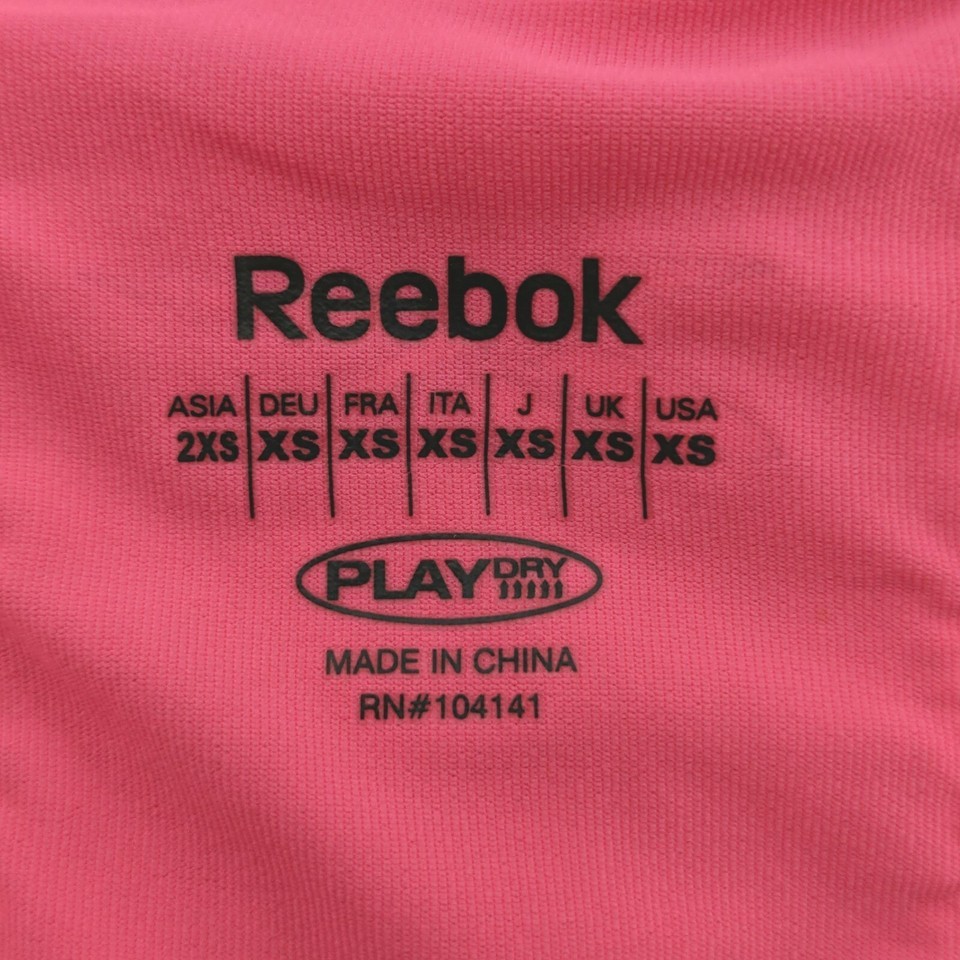 Reebok
ASIA DEU FRA ITA J UK USA
2XS XS XS XS XS XS XS
PLAYDRY
MADE IN CHINA
RN#104141